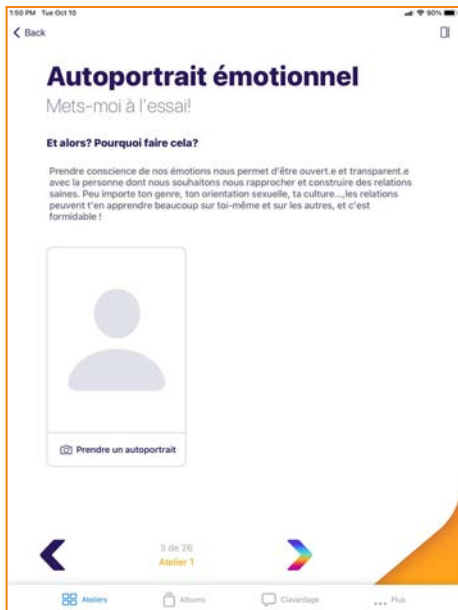 1:50 PM Tue Oct 10
90%
Back
Autoportrait émotionnel
Mets-moi à l'essai!
Et alors? Pourquoi faire cela?
Prendre conscience de nos émotions nous permet d'être ouvert.e et transparent.e
avec la personne dont nous souhaitons nous rapprocher et construire des relations
saines. Peu importe ton genre, ton orientation sexuelle, ta culture...,les relations
peuvent t'en apprendre beaucoup sur toi-même et sur les autres, et c'est
formidable !
Prendre un autoportrait
3 de 26
Atelier 1
Ateliers
Albums
Clavardage
Plus